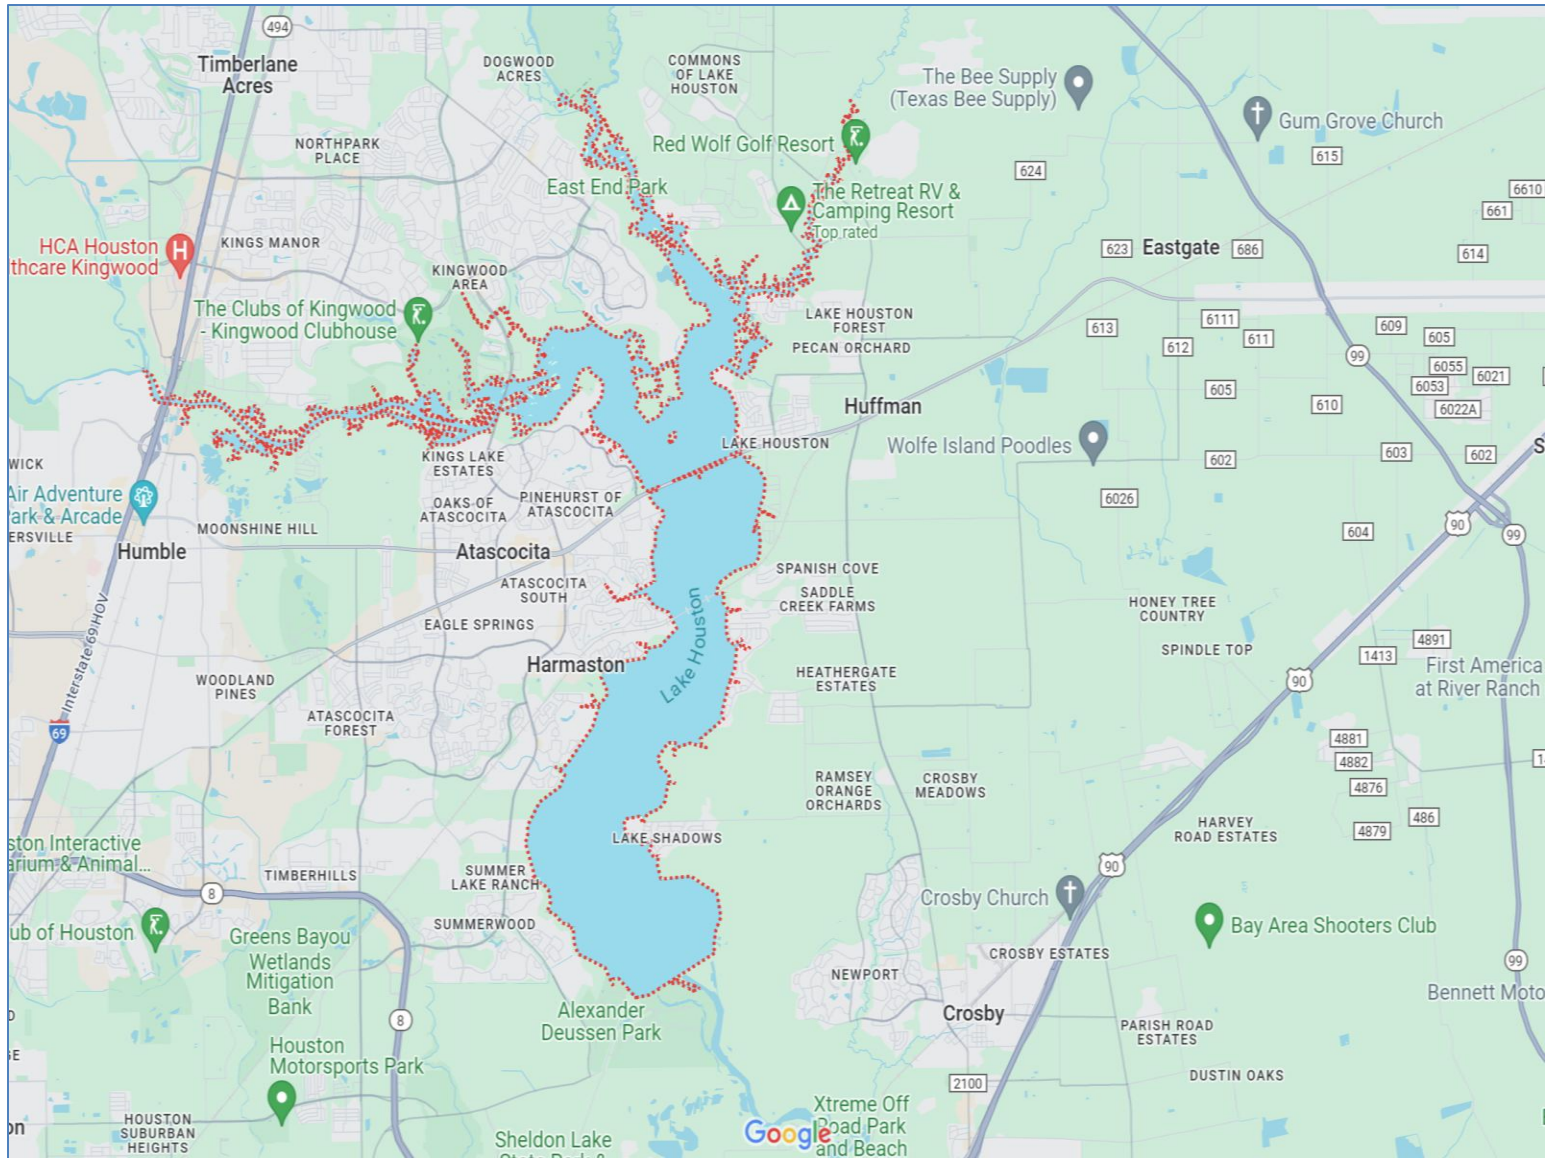 494
Timberlane
Acres
DOGWOOD
ACRES
COMMONS
OF LAKE
HOUSTON
The Bee Supply
(Texas Bee Supply)
Gum Grove Church
615
NORTHPARK
PLACE
Red Wolf Golf Resort
624
East End Park
The Retreat RV &
Camping Resort
Top rated
6610
661
KINGS MANOR
HCA Houston
thcare Kingwood
H
KINGWOOD
AREA
623
Eastgate
686
614
The Clubs of Kingwood
- Kingwood Clubhouse
LAKE HOUSTON
FOREST
PECAN ORCHARD
613
6111
611
612
609
605
99
6055
6053
6021
6022A
605
610
Huffman
LAKE HOUSTON
Wolfe Island Poodles
602
603
602
S
WICK
KINGS LAKE
ESTATES
Air Adventure
Park & Arcade
ERSVILLE
MOONSHINE HILL
OAKS OF
ATASCOCITA
PINEHURST OF
ATASCOCITA
6026
604
90
99
Humble
Atascocita
ATASCOCITA
SOUTH
SPANISH COVE
SADDLE
CREEK FARMS
HONEY TREE
COUNTRY
EAGLE SPRINGS
Lake Houston
4891
1413
SPINDLE TOP
Interstate 69 HOV
Harmaston
HEATHERGATE
ESTATES
90
First America
at River Ranch
WOODLAND
PINES
ATASCOCITA
FOREST
69
4881
4882
4876
RAMSEY
ORANGE
ORCHARDS
CROSBY
MEADOWS
HARVEY
ROAD ESTATES
486
4879
ston Interactive
arium & Animal...
LAKE SHADOWS
TIMBERHILLS
SUMMER
LAKE RANCH
90
8
Crosby Church
SUMMERWOOD
ub of Houston
Greens Bayou
Wetlands
Mitigation
Bank
Bay Area Shooters Club
CROSBY ESTATES
99
NEWPORT
Bennett Moto
Alexander
Deussen Park
8
Crosby
PARISH ROAD
ESTATES
Houston
Motorsports Park
DUSTIN OAKS
2100
HOUSTON
SUBURBAN
HEIGHTS
on
Google
Xtreme Off
Road Park
and Beach
Sheldon Lake